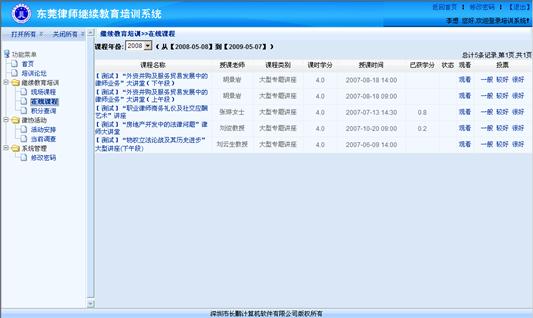 返回首页 | 修改密码 | 【退出】
东莞律师继续教育培训系统
李想,您好,欢迎登录培训系统!
打开所有 关闭所有
继续教育培训>>在线课程
课程年份: 2008 ( 从【2008-05-08】到【2009-05-07】 )
总计5条记录,第1页,共1页
功能菜单
首页
培训论坛
继续教育培训
现场课程
在线课程
积分查询
律协活动
活动安排
当前调查
系统管理
修改密码
课程名称 授课老师 课程类别 课时学分 授课时间 已获学分 状态 观看 投票
【测试】“外资并购及服务贸易发展中的
律师业务”大讲堂(下午段) 胡景岩 大型专题讲座 4.0 2007-08-18 14:00 观看 一般 较好 很好
【测试】“外资并购及服务贸易发展中的
律师业务”大讲堂(上午段) 胡景岩 大型专题讲座 4.0 2007-08-18 09:00 观看 一般 较好 很好
【测试】“职业律师商务礼仪及社交应酬
艺术”讲座 大型专题讲座 4.0 2007-07-13 14:30 0.8 观看 一般 较好 很好
【测试】“房地产开发中的法律问题”律
师大讲堂 大型专题讲座 4.0 2007-10-20 09:00 0.2 观看 一般 较好 很好
【测试】“物权立法论战及其历史进步”
大型讲座(下午段) 刘云生教授 大型专题讲座 4.0 2007-06-09 14:00 观看 一般 较好 很好
深圳市长鹏计算机软件有限公司版权所有